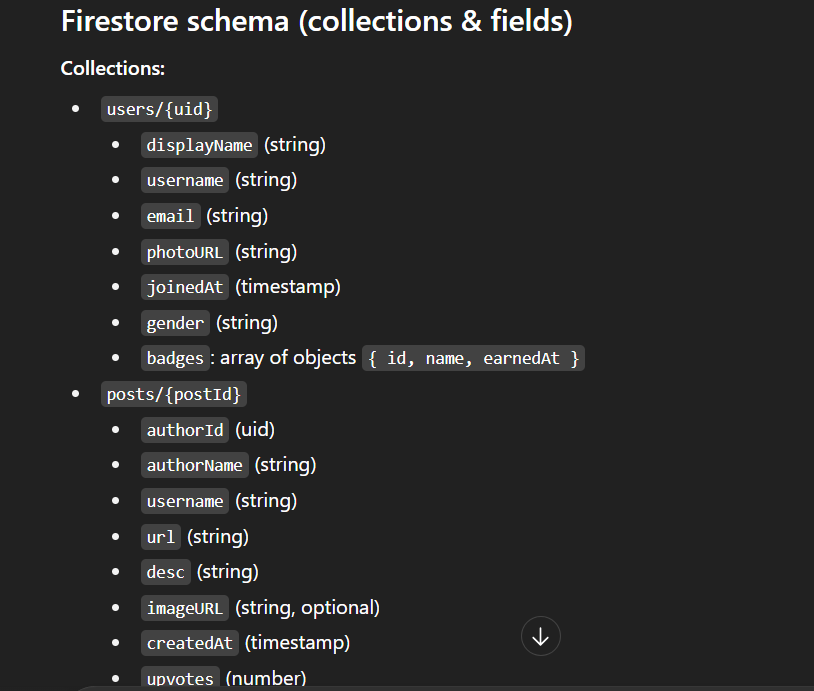 Firestore schema (collections & fields)
Collections:
users/{uid}
displayName (string)
username (string)
email (string)
photoURL (string)
joinedAt (timestamp)
gender (string)
badges : array of objects { id, name, earnedAt }
posts/{postId}
authorId (uid)
authorName (string)
username (string)
url (string)
desc (string)
imageURL (string, optional)
createdAt (timestamp)
upvotes (number)